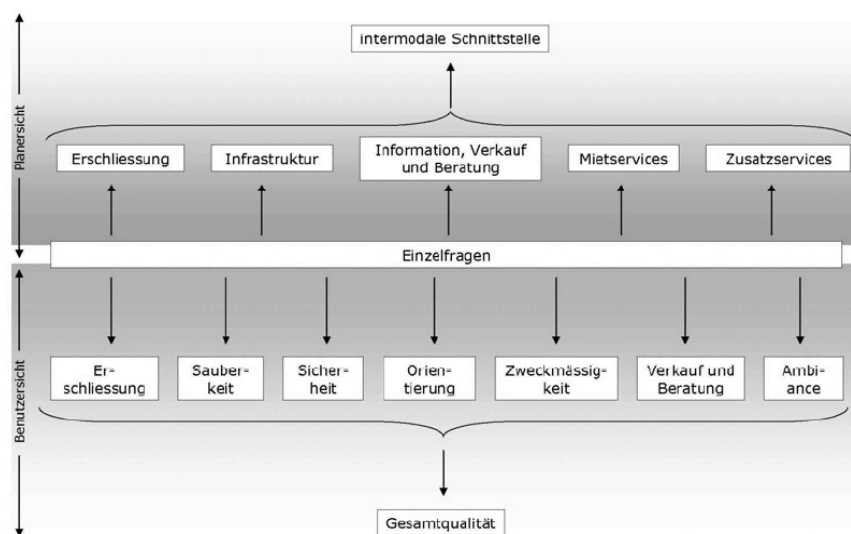 intermodale Schnittstelle
Planersicht
Erschliessung
Infrastruktur
Information, Verkauf
und Beratung
Mietservices
Zusatzservices
Einzelfragen
Benutzersicht
Er-
schliessung
Sauber-
keit
Sicher-
heit
Orien-
tierung
Zweckmässig-
keit
Verkauf und
Beratung
Ambi-
ance
Gesamtqualität